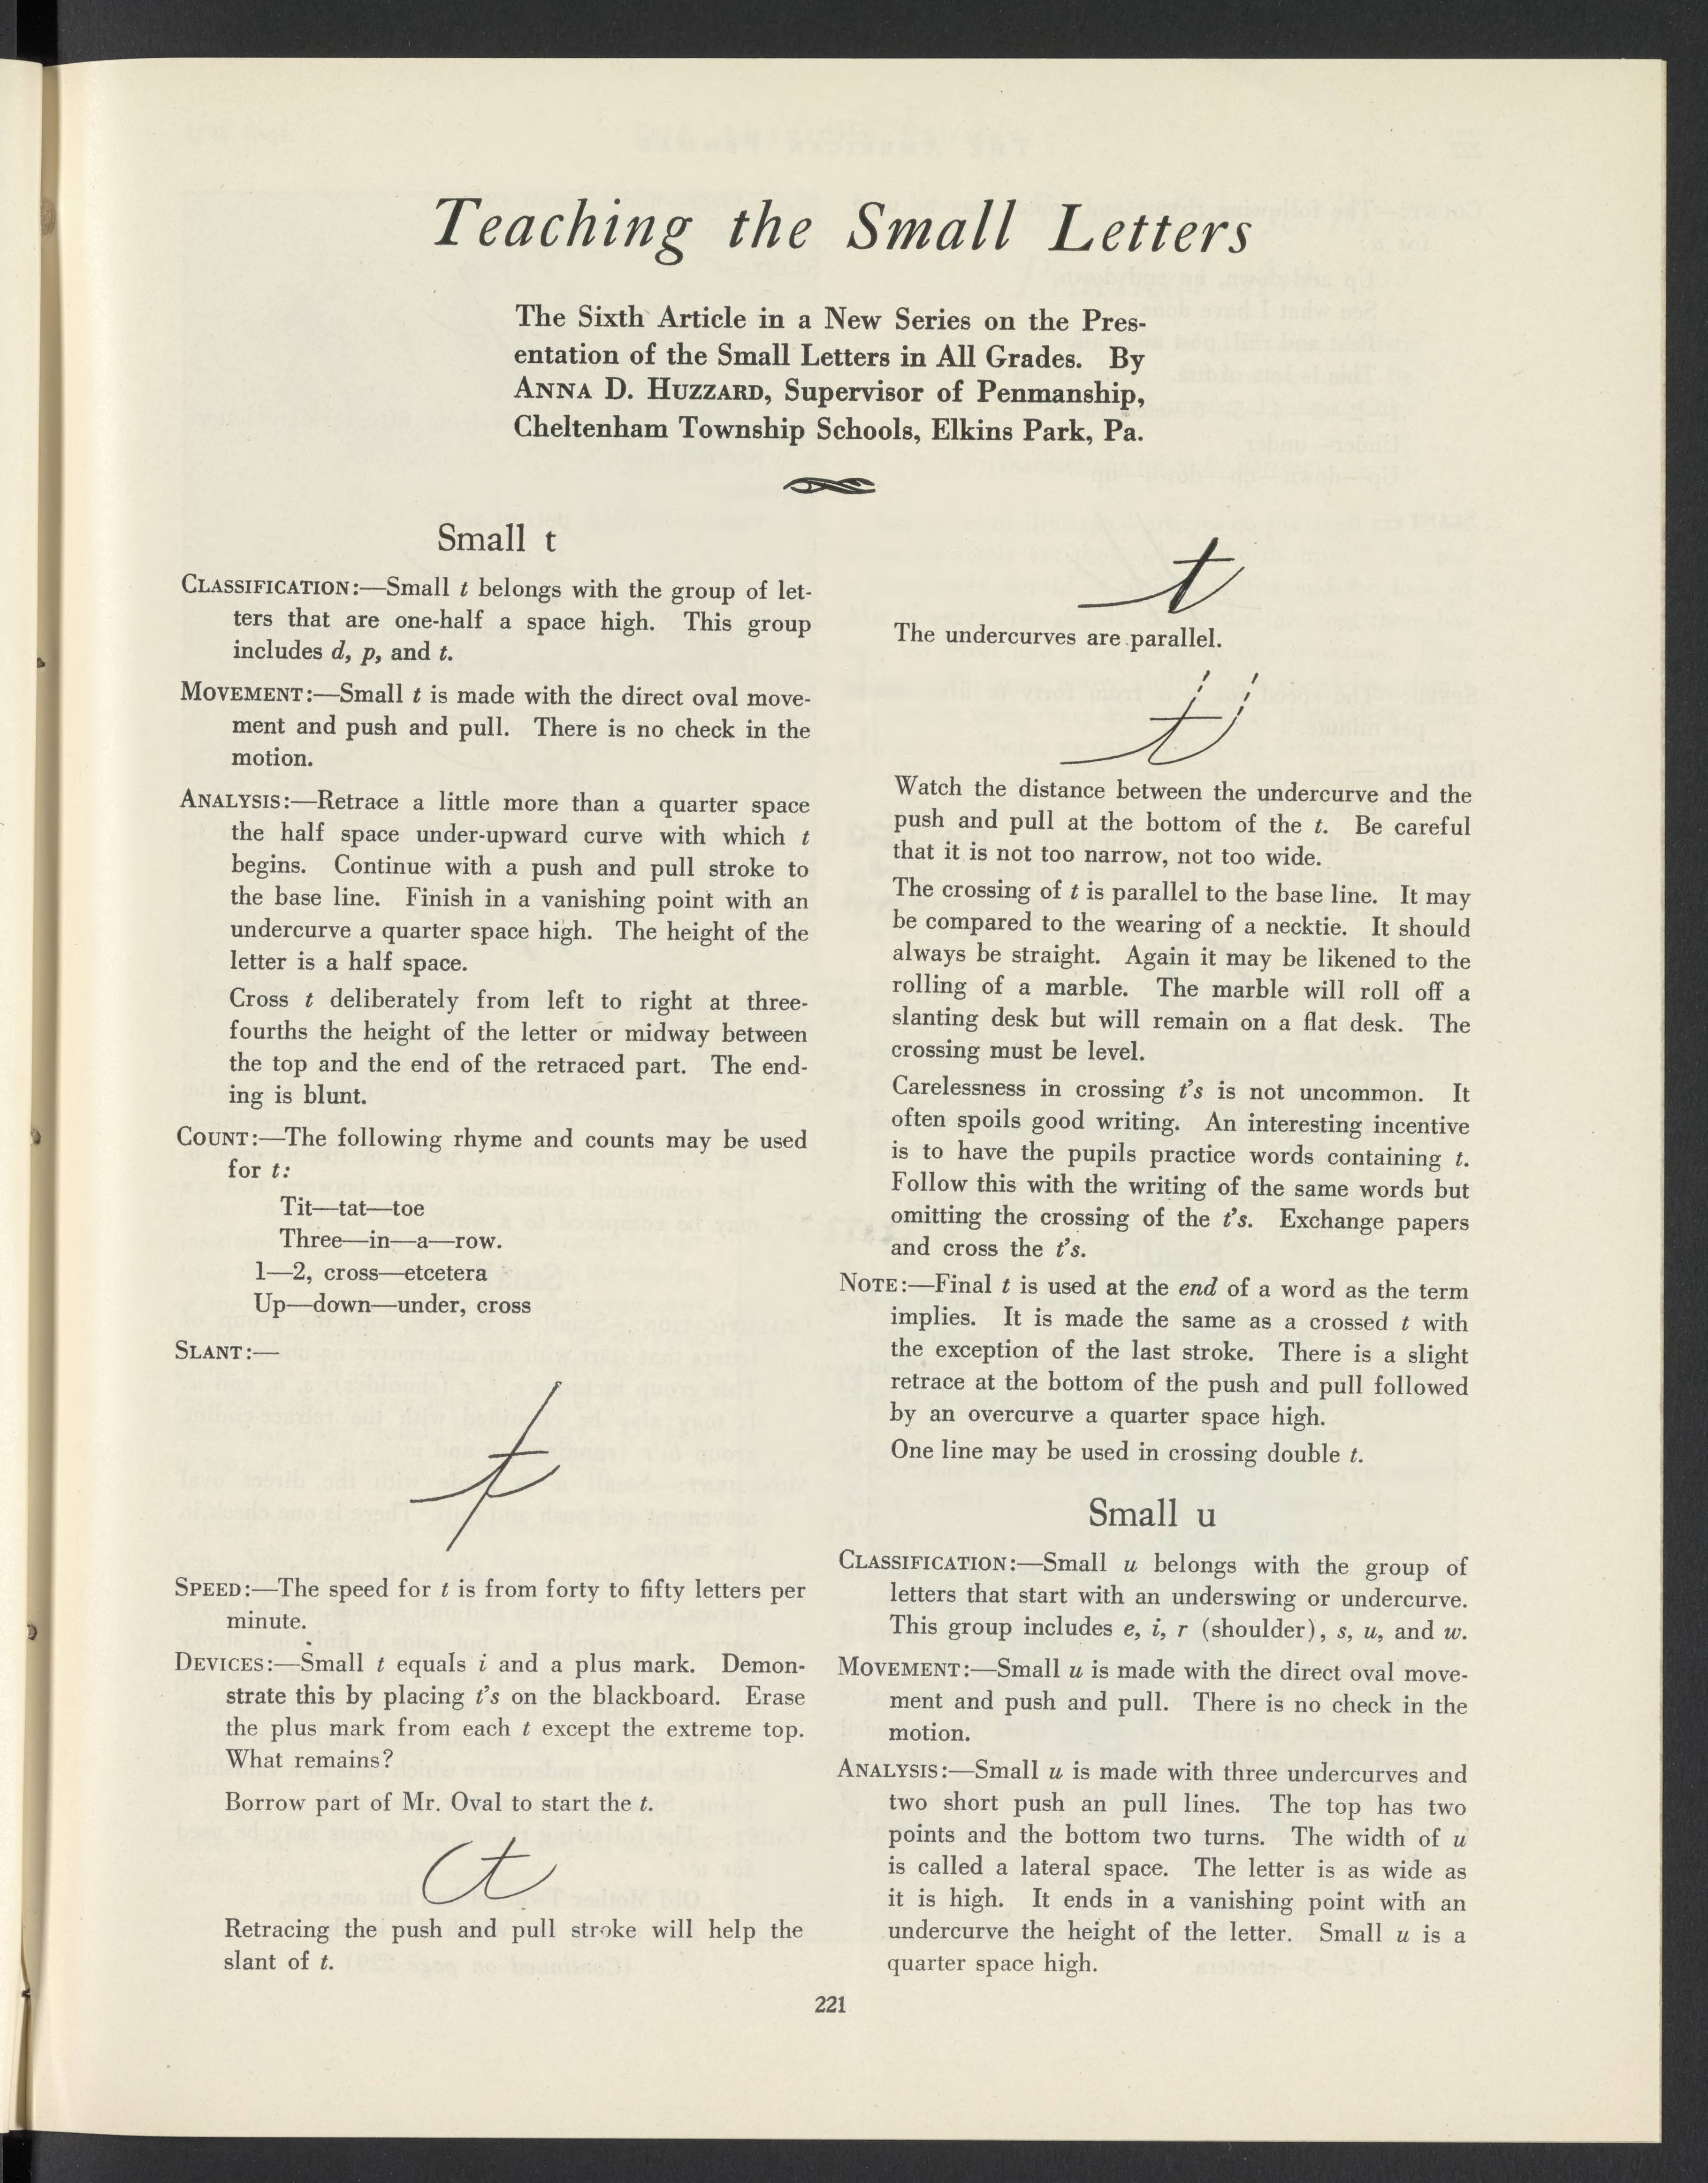 Teaching the Small Letters
The Sixth Article in a New Series on the Pres-
entation of the Small Letters in All Grades. By
ANNA D. HUZZARD, Supervisor of Penmanship,
Cheltenham Township Schools, Elkins Park, Pa.
Small t
CLASSIFICATION:—Small t belongs with the group of let-
ters that are one-half a space high. This group
includes d, p, and t.
MOVEMENT:—Small t is made with the direct oval move-
ment and push and pull. There is no check in the
motion.
ANALYSIS:—Retrace a little more than a quarter space
the half space under-upward curve with which t
begins. Continue with a push and pull stroke to
the base line. Finish in a vanishing point with an
undercurve a quarter space high. The height of the
letter is a half space.
Cross t deliberately from left to right at three-
fourths the height of the letter or midway between
the top and the end of the retraced part. The end-
ing is blunt.
COUNT:—The following rhyme and counts may be used
for t:
Tit—tat—toe
Three—in—a—row.
1—2, cross—etcetera
Up—down—under, cross
SLANT:—
t
SPEED:—The speed for t is from forty to fifty letters per
minute.
DEVICES:—Small t equals i and a plus mark. Demon-
strate this by placing t's on the blackboard. Erase
the plus mark from each t except the extreme top.
What remains?
Borrow part of Mr. Oval to start the t.
t
Retracing the push and pull stroke will help the
slant of t.
t
The undercurves are parallel.
t
Watch the distance between the undercurve and the
push and pull at the bottom of the t. Be careful
that it is not too narrow, not too wide.
The crossing of t is parallel to the base line. It may
be compared to the wearing of a necktie. It should
always be straight. Again it may be likened to the
rolling of a marble. The marble will roll off a
slanting desk but will remain on a flat desk. The
crossing must be level.
Carelessness in crossing t's is not uncommon. It
often spoils good writing. An interesting incentive
is to have the pupils practice words containing t.
Follow this with the writing of the same words but
omitting the crossing of the t's. Exchange papers
and cross the t's.
NOTE:—Final t is used at the end of a word as the term
implies. It is made the same as a crossed t with
the exception of the last stroke. There is a slight
retrace at the bottom of the push and pull followed
by an overcurve a quarter space high.
One line may be used in crossing double t.
Small u
CLASSIFICATION:—Small u belongs with the group of
letters that start with an underswing or undercurve.
This group includes e, i, r (shoulder), s, u, and w.
MOVEMENT:—Small u is made with the direct oval move-
ment and push and pull. There is no check in the
motion.
ANALYSIS:—Small u is made with three undercurves and
two short push an pull lines. The top has two
points and the bottom two turns. The width of u
is called a lateral space. The letter is as wide as
it is high. It ends in a vanishing point with an
undercurve the height of the letter. Small u is a
quarter space high.
221